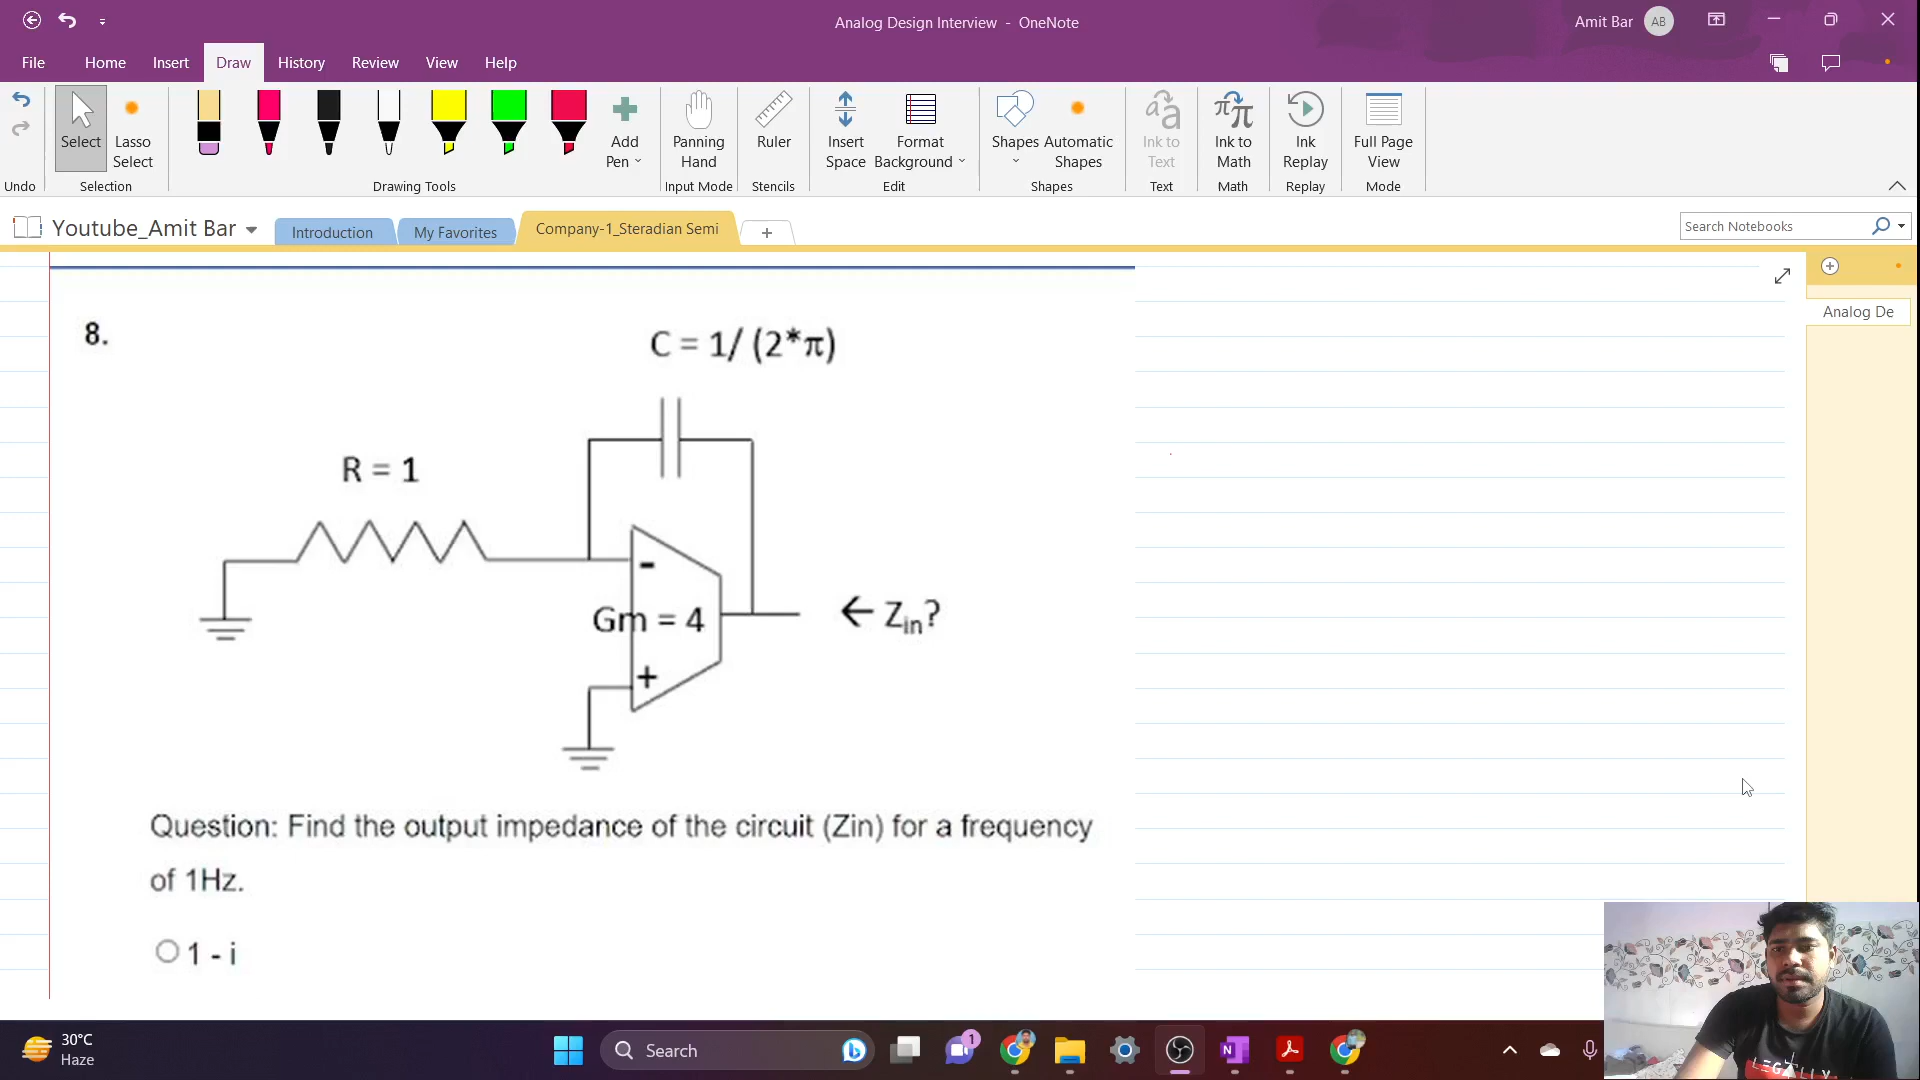 Analog Design Interview - OneNote
Amit Bar
AB
File
Home
Insert
Draw
History
Review
View
Help
Select
Lasso
Select
Add
Pen
Panning
Hand
Ruler
Insert
Space
Format
Background
Shapes
Automatic
Shapes
Ink to
Text
Ink to
Math
Ink
Replay
Full Page
View
Undo
Selection
Drawing Tools
Input Mode
Stencils
Edit
Shapes
Text
Math
Replay
Mode
Youtube_Amit Bar
Introduction
My Favorites
Company-1_Steradian Semi
Search Notebooks
Analog De
8.
C = 1/ (2*π)
R = 1
-
Gm = 4
+
← Zin?
Question: Find the output impedance of the circuit (Zin) for a frequency
of 1Hz.
1 - i
30°C
Haze
Search
1